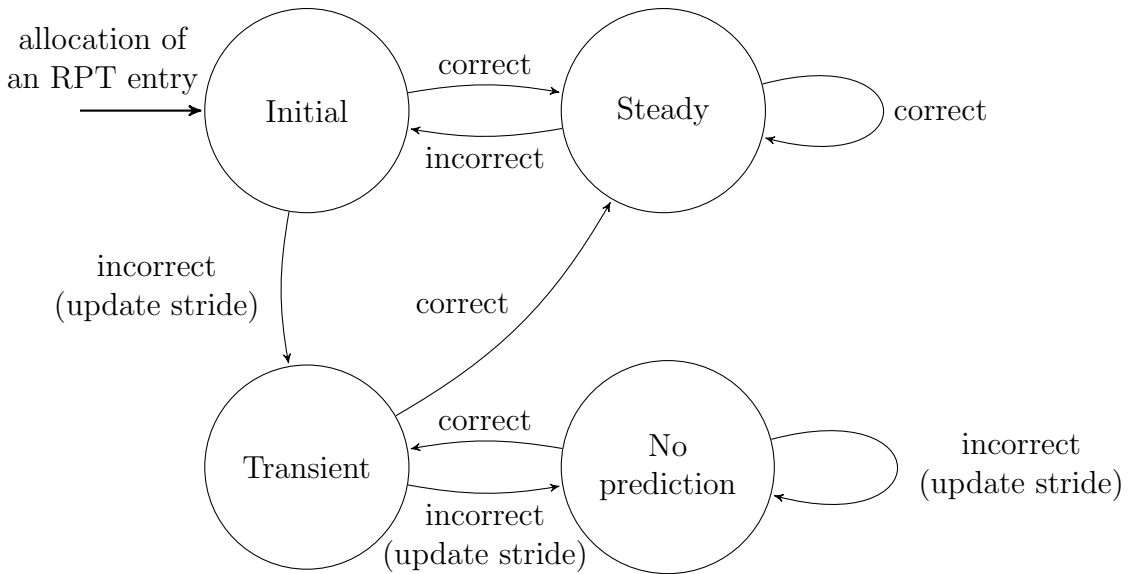 allocation of
an RPT entry
Initial
correct
incorrect
Steady
correct
incorrect
(update stride)
correct
Transient
correct
incorrect
(update stride)
No
prediction
incorrect
(update stride)